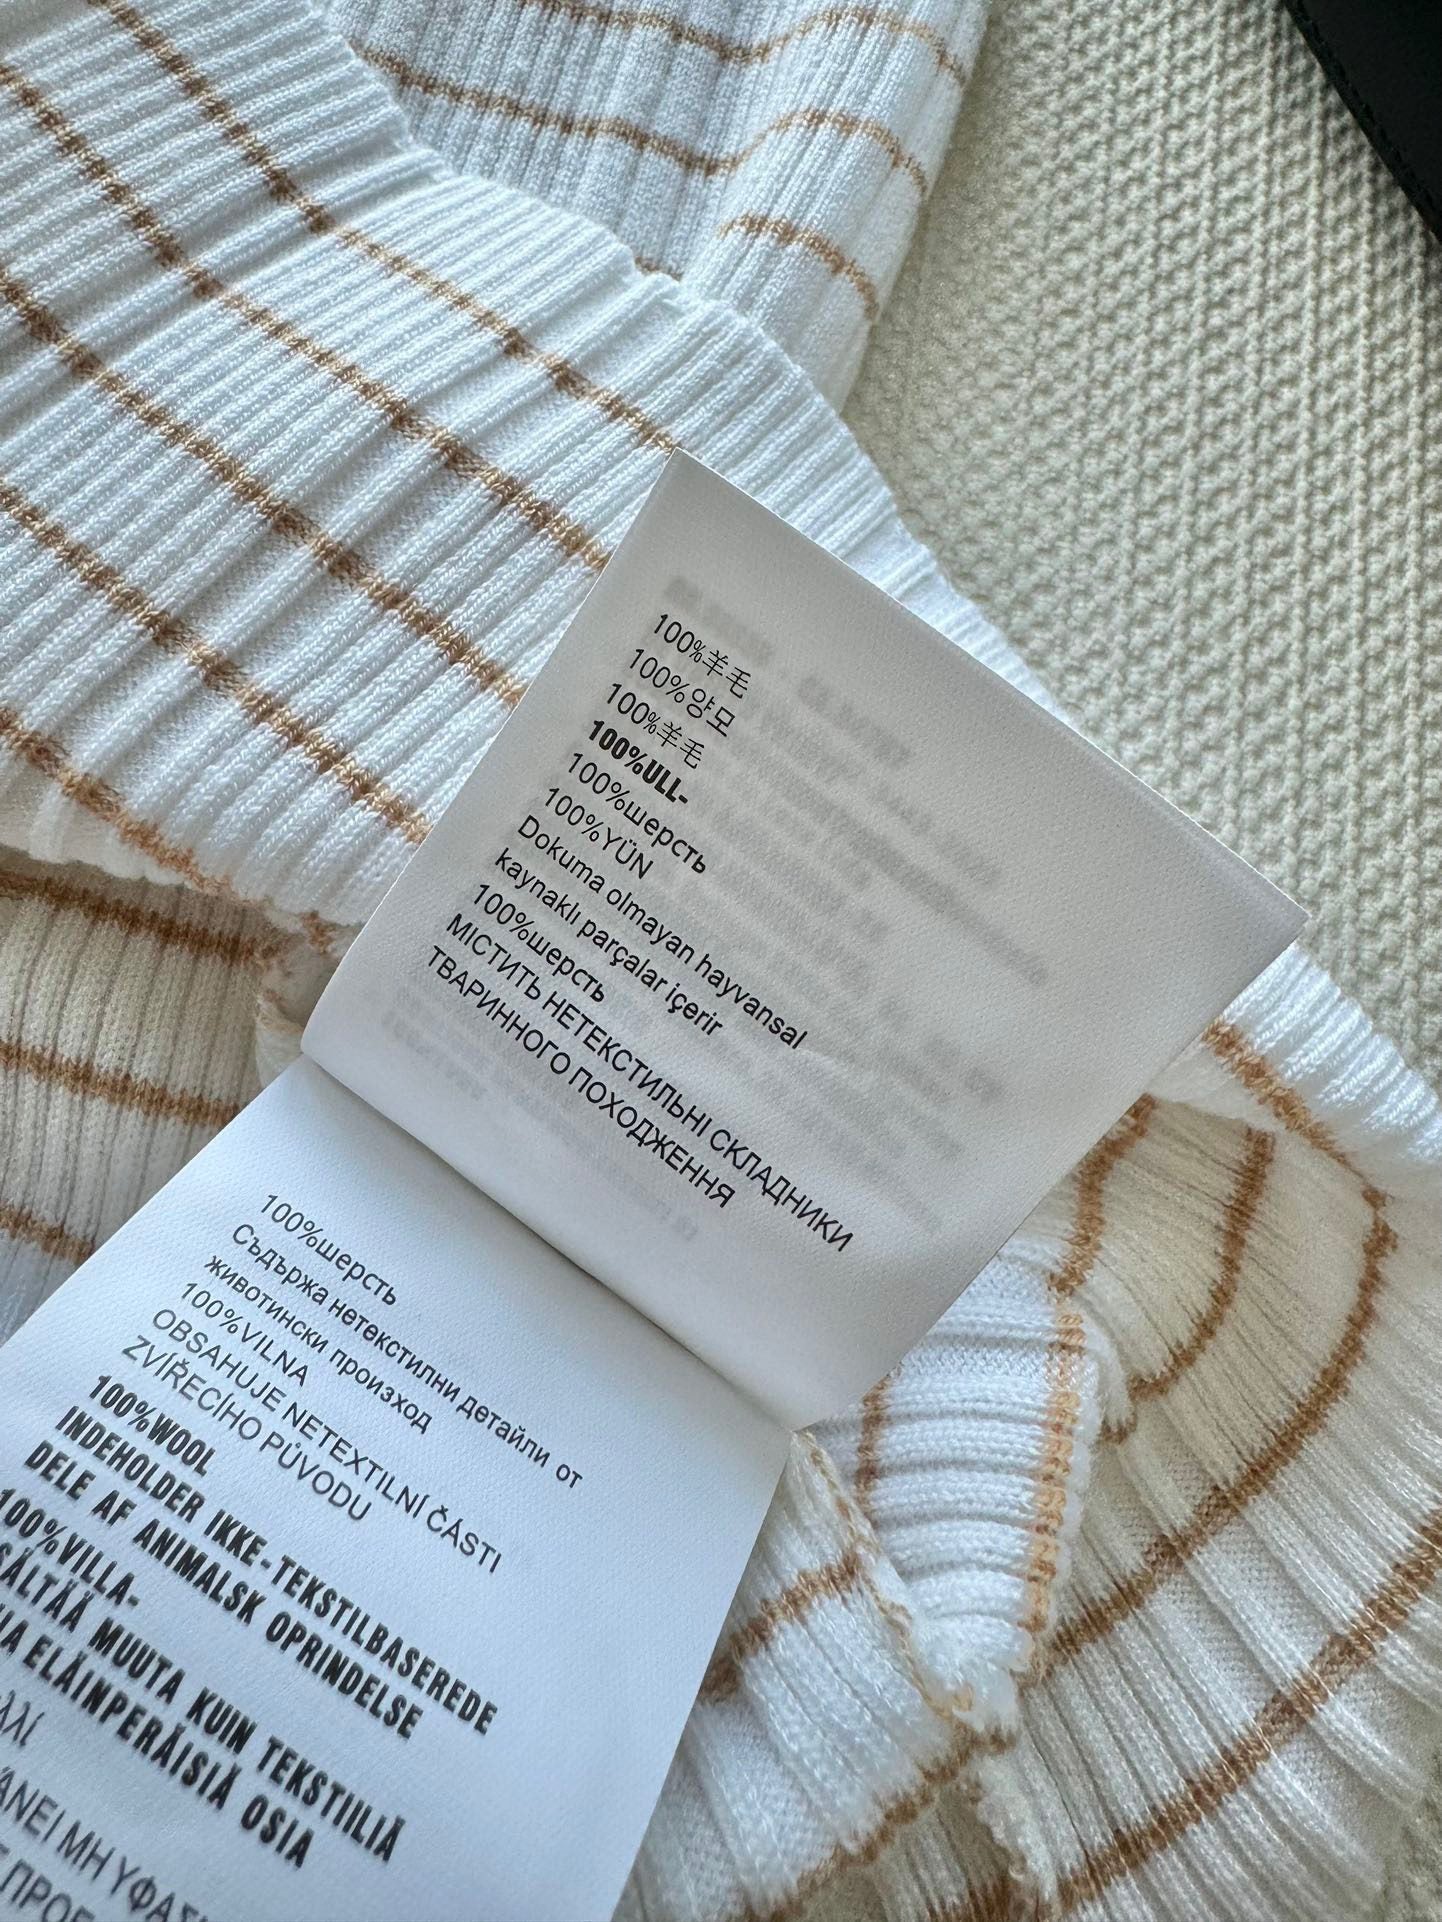 100%羊毛
100%양모
100%羊毛
100%ULL-
100%шерсть
100%YÜN
Dokuma olmayan hayvansal
kaynaklı parçalar içerir
100%шерсть
МІСТИТЬ НЕТЕКСТИЛЬНІ СКЛАДНИКИ
ТВАРИННОГО ПОХОДЖЕННЯ
100%шерсть
Съдържа нетекстилни детайли от
животински произход
100%VILNA
OBSAHUJE NETEXTILNÍ ČÁSTI
ZVÍŘECÍHO PŮVODU
100%WOOL
INDEHOLDER IKKE-TEKSTILBASEREDE
DELE AF ANIMALSK OPRINDELSE
100%VILLA-
SÄLTÄÄ MUUTA KUIN TEKSTIILIÄ
ELÄINPERÄISIÄ OSIA
ΜΗ